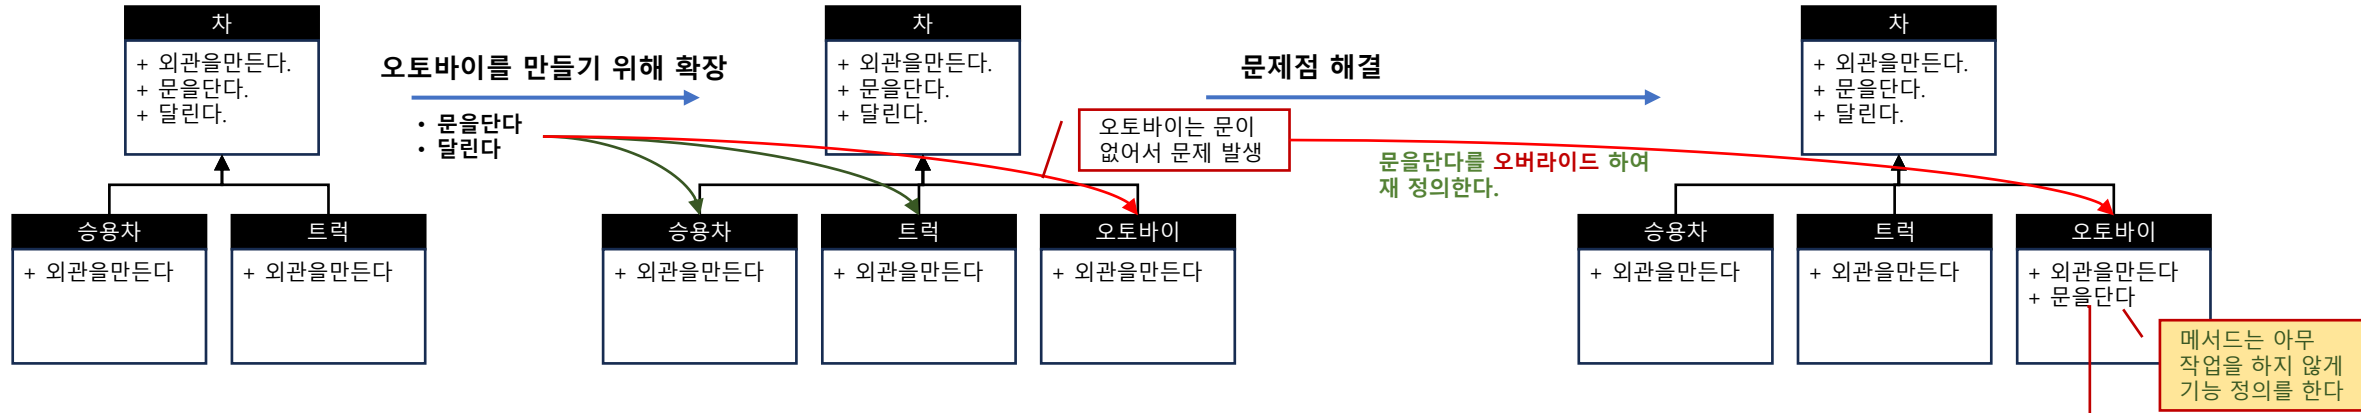 차
+ 외관을만든다.
+ 문을단다.
+ 달린다.
승용차
+ 외관을만든다
트럭
+ 외관을만든다
오토바이를 만들기 위해 확장
• 문을단다
• 달린다
차
+ 외관을만든다.
+ 문을단다.
+ 달린다.
오토바이는 문이
없어서 문제 발생
승용차
+ 외관을만든다
트럭
+ 외관을만든다
오토바이
+ 외관을만든다
문제점 해결
문을단다를 오버라이드 하여
재 정의한다.
차
+ 외관을만든다.
+ 문을단다.
+ 달린다.
승용차
+ 외관을만든다
트럭
+ 외관을만든다
오토바이
+ 외관을만든다
+ 문을단다
메서드는 아무
작업을 하지 않게
기능 정의를 한다